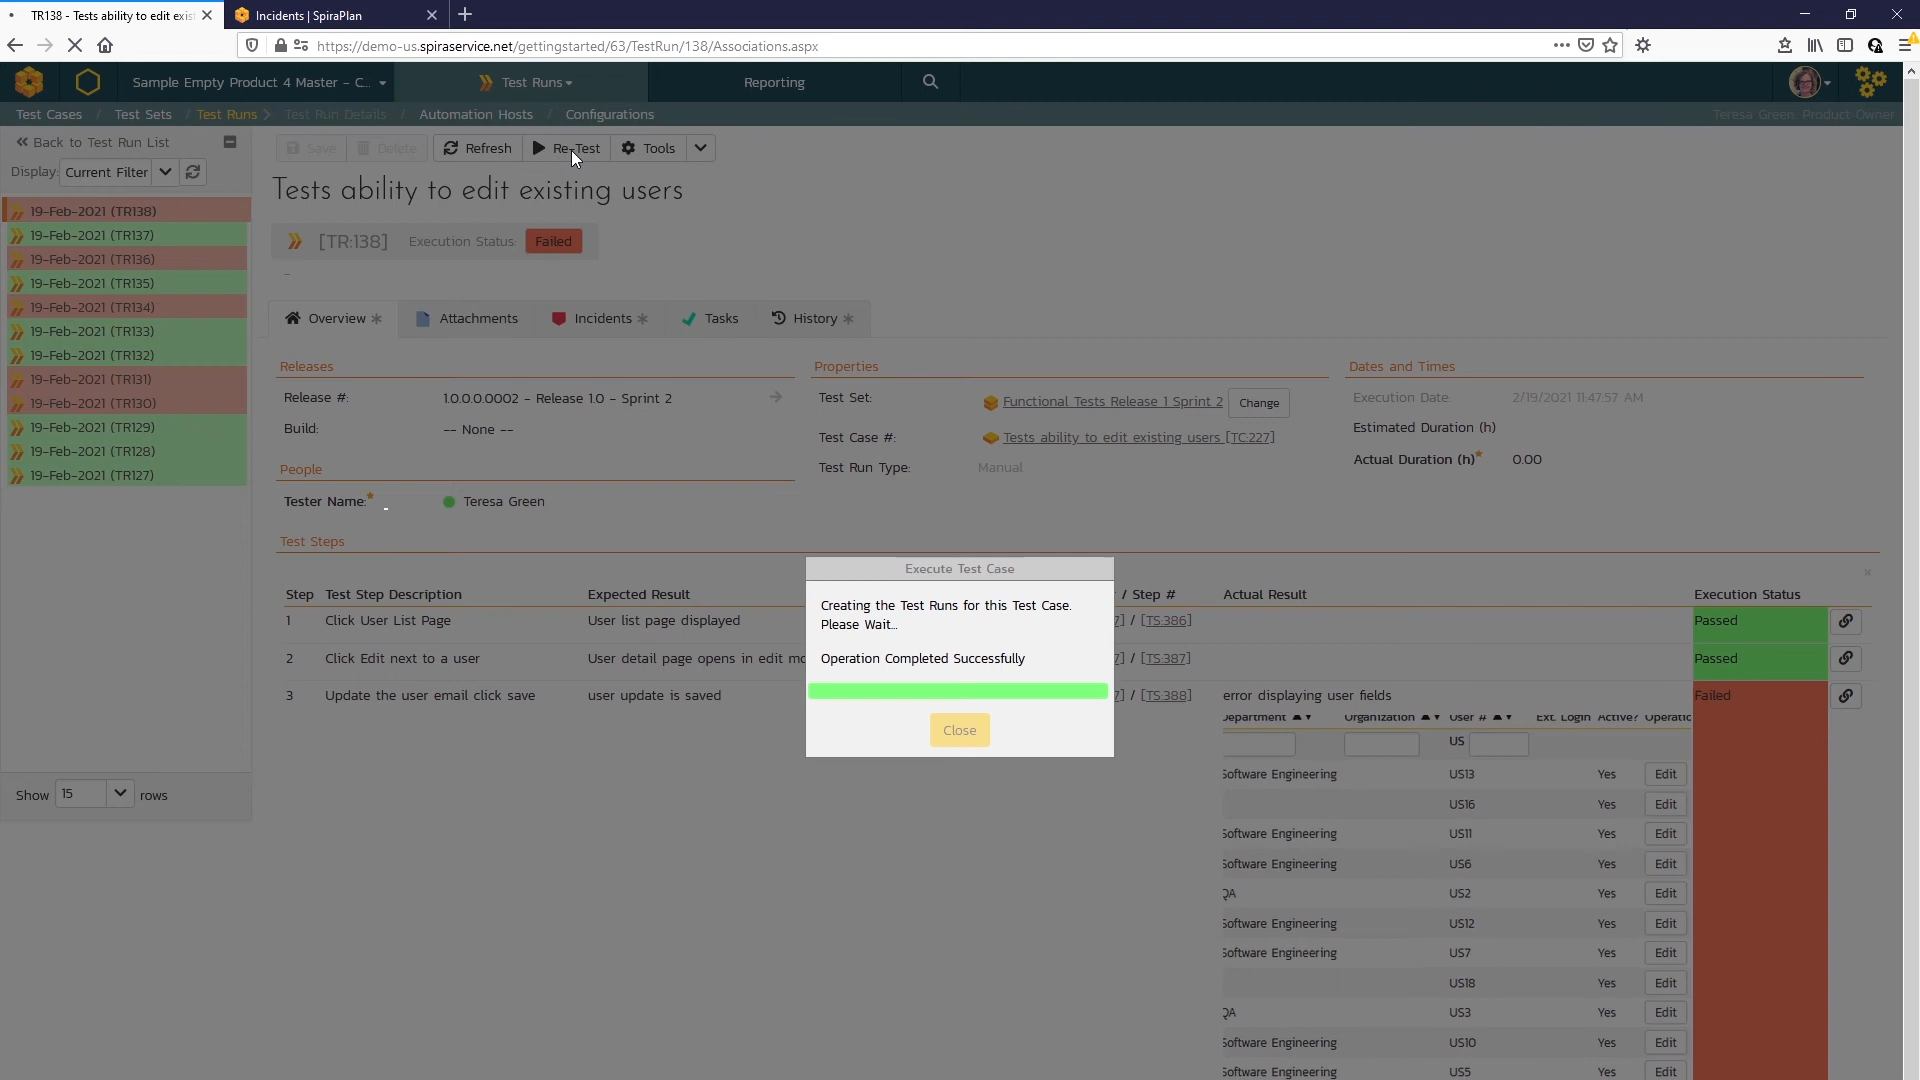 TR138 - Tests ability to edit exist
Incidents | SpiraPlan
https://demo-us.spiraservice.net/gettingstarted/63/TestRun/138/Associations.aspx
Sample Empty Product 4 Master - C...
Test Runs
Reporting
Test Cases / Test Sets / Test Runs > Test Run Details / Automation Hosts / Configurations
Teresa Green: Product Owner
Back to Test Run List
Save
Delete
Refresh
Re-Test
Tools
Display: Current Filter
Tests ability to edit existing users
[TR:138] Execution Status: Failed
19-Feb-2021 (TR138)
19-Feb-2021 (TR137)
19-Feb-2021 (TR136)
19-Feb-2021 (TR135)
19-Feb-2021 (TR134)
19-Feb-2021 (TR133)
19-Feb-2021 (TR132)
19-Feb-2021 (TR131)
19-Feb-2021 (TR130)
19-Feb-2021 (TR129)
19-Feb-2021 (TR128)
19-Feb-2021 (TR127)
Show 15 rows
Overview *
Attachments
Incidents *
Tasks
History *
Releases
Release #: 1.0.0.0.0002 - Release 1.0 - Sprint 2
Build: -- None --
People
Tester Name:* Teresa Green
Properties
Test Set: Functional Tests Release 1 Sprint 2 Change
Test Case #: Tests ability to edit existing users [TC:227]
Test Run Type: Manual
Dates and Times
Execution Date: 2/19/2021 11:47:57 AM
Estimated Duration (h)
Actual Duration (h)* 0.00
Test Steps
Step Test Step Description Expected Result / Step # Actual Result Execution Status
1 Click User List Page User list page displayed 7] / [TS:386] Passed
2 Click Edit next to a user User detail page opens in edit mo 7] / [TS:387] Passed
3 Update the user email click save user update is saved 7] / [TS:388] error displaying user fields Failed
Department Organization User # Ext. Login Active? Operatic
US
Software Engineering US13 Yes Edit
US16 Yes Edit
Software Engineering US11 Yes Edit
Software Engineering US6 Yes Edit
QA US2 Yes Edit
Software Engineering US12 Yes Edit
Software Engineering US7 Yes Edit
US18 Yes Edit
QA US3 Yes Edit
Software Engineering US10 Yes Edit
Software Engineering US5 Yes Edit
Execute Test Case
Creating the Test Runs for this Test Case.
Please Wait...
Operation Completed Successfully
Close